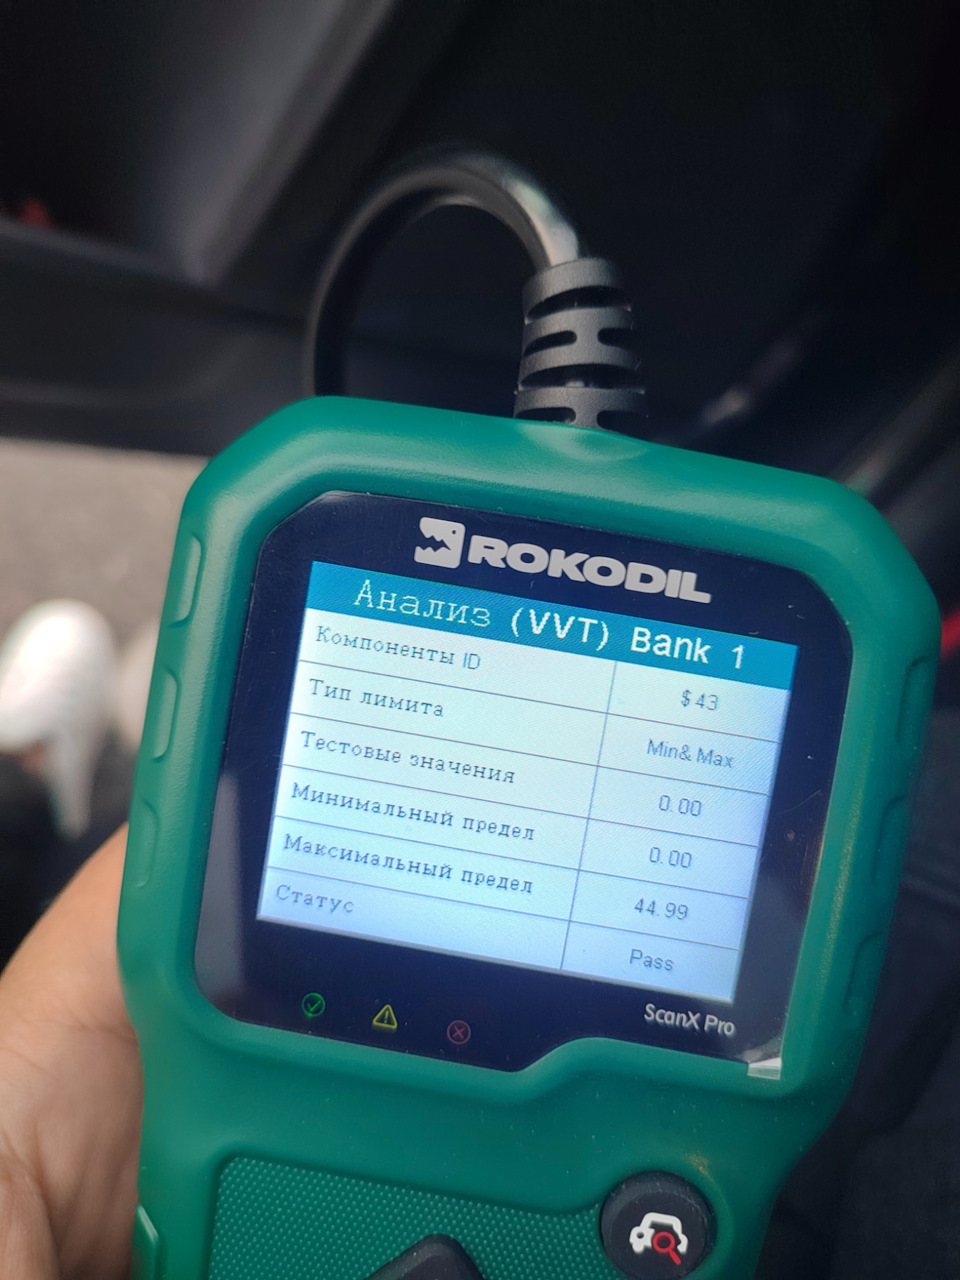 ROKODIL
Анализ (VVT) Bank 1
Компоненты ID $43
Тип лимита Min& Max
Тестовые значения 0.00
Минимальный предел 0.00
Максимальный предел 44.99
Статус Pass
ScanX Pro